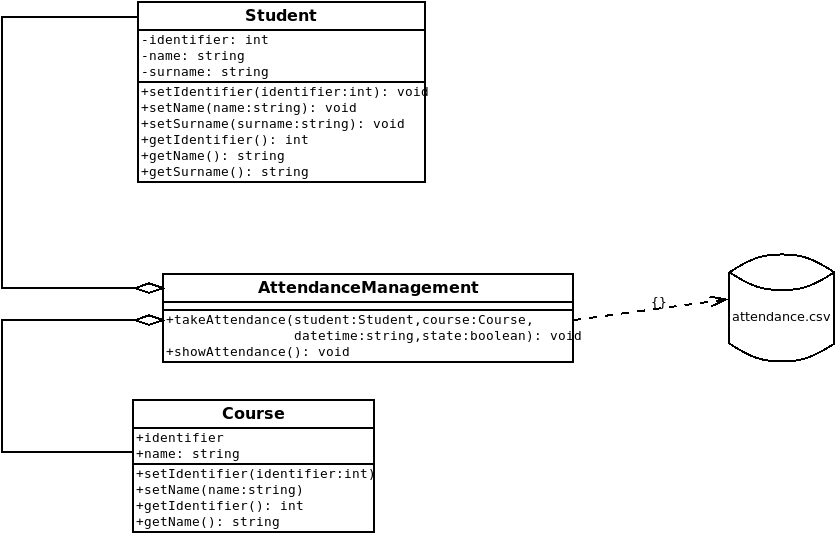 Student
-identifier: int
-name: string
-surname: string
+setIdentifier(identifier:int): void
+setName(name:string): void
+setSurname(surname:string): void
+getIdentifier(): int
+getName(): string
+getSurname(): string
AttendanceManagement
+takeAttendance(student:Student,course:Course,
datetime:string,state:boolean): void
+showAttendance(): void
{}
attendance.csv
Course
+identifier
+name: string
+setIdentifier(identifier:int)
+setName(name:string)
+getIdentifier(): int
+getName(): string